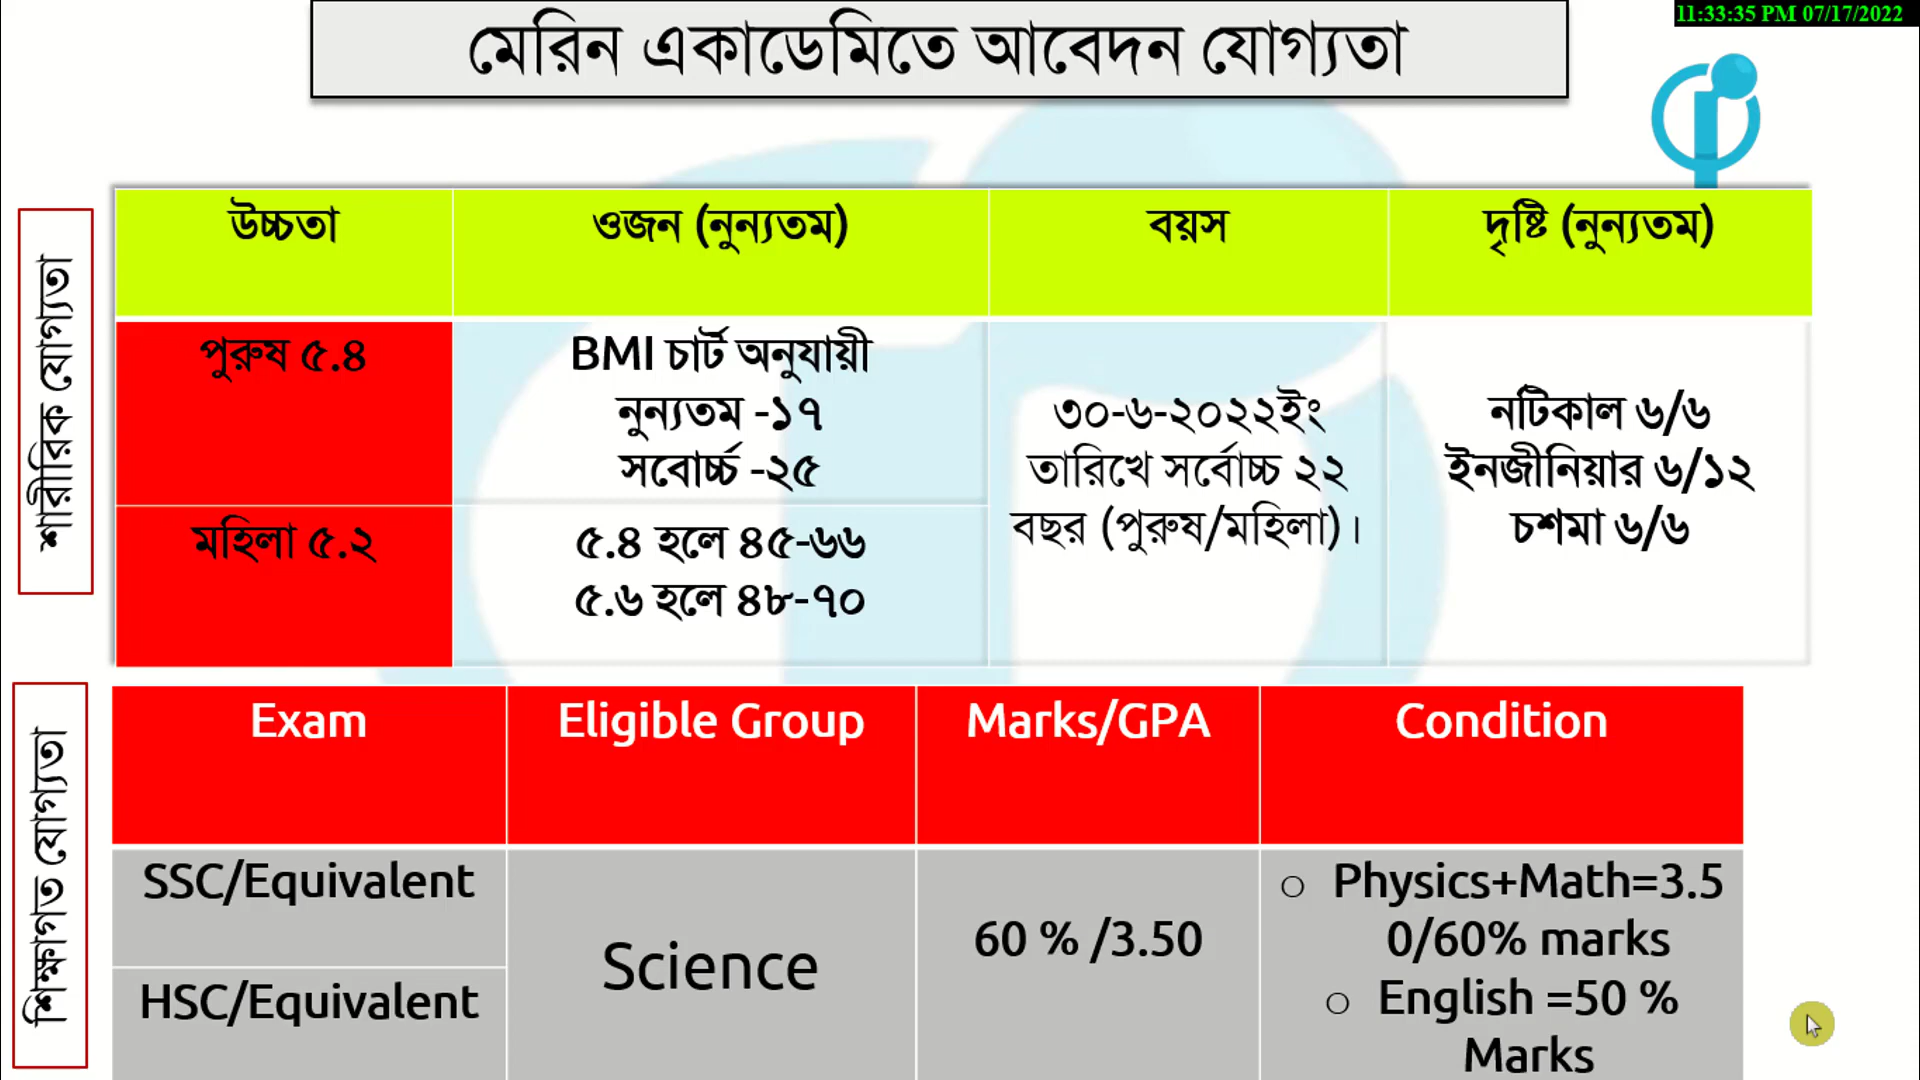 11:33:35 PM 07/17/2022
মেরিন একাডেমিতে আবেদন যোগ্যতা
শারীরিক যোগ্যতা
উচ্চতা
ওজন (নুন্যতম)
বয়স
দৃষ্টি (নুন্যতম)
পুরুষ ৫.৪
BMI চার্ট অনুযায়ী
নুন্যতম -১৭
সবোর্চ্চ -২৫
৩০-৬-২০২২ইং
তারিখে সর্বোচ্চ ২২
বছর (পুরুষ/মহিলা)।
নটিকাল ৬/৬
ইনজীনিয়ার ৬/১২
চশমা ৬/৬
মহিলা ৫.২
৫.৪ হলে ৪৫-৬৬
৫.৬ হলে ৪৮-৭০
শিক্ষাগত যোগ্যতা
Exam
Eligible Group
Marks/GPA
Condition
SSC/Equivalent
HSC/Equivalent
Science
60 % /3.50
o Physics+Math=3.5
0/60% marks
o English =50 %
Marks